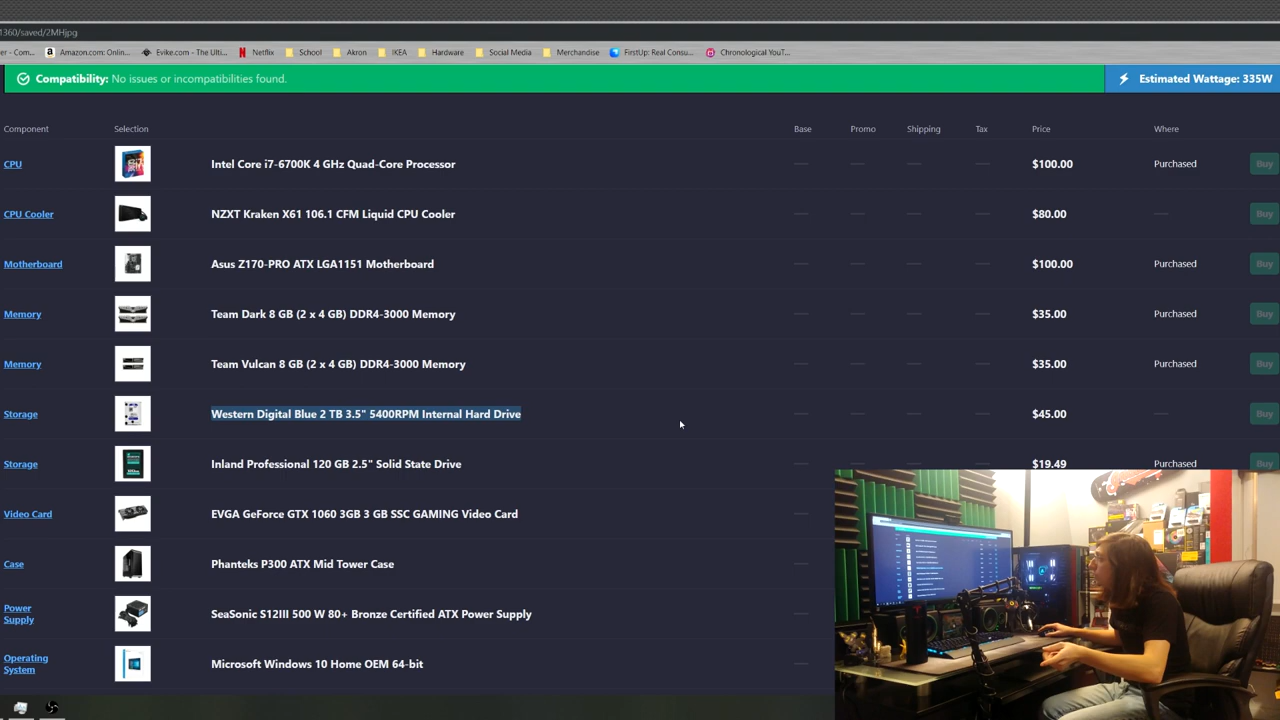 1360/saved/2MHjpg
er - Com... Amazon.com: Onlin... Evike.com - The Ulti... Netflix School Akron IKEA Hardware Social Media Merchandise FirstUp: Real Consu... Chronological YouT...
Compatibility: No issues or incompatibilities found. Estimated Wattage: 335W
Component Selection Base Promo Shipping Tax Price Where
CPU Intel Core i7-6700K 4 GHz Quad-Core Processor — — — — $100.00 Purchased Buy
CPU Cooler NZXT Kraken X61 106.1 CFM Liquid CPU Cooler — — — — $80.00 — Buy
Motherboard Asus Z170-PRO ATX LGA1151 Motherboard — — — — $100.00 Purchased Buy
Memory Team Dark 8 GB (2 x 4 GB) DDR4-3000 Memory — — — — $35.00 Purchased Buy
Memory Team Vulcan 8 GB (2 x 4 GB) DDR4-3000 Memory — — — — $35.00 Purchased Buy
Storage Western Digital Blue 2 TB 3.5" 5400RPM Internal Hard Drive — — — — $45.00 — Buy
Storage Inland Professional 120 GB 2.5" Solid State Drive — — — — $19.49 Purchased Buy
Video Card EVGA GeForce GTX 1060 3GB 3 GB SSC GAMING Video Card —
Case Phanteks P300 ATX Mid Tower Case —
Power
Supply SeaSonic S12III 500 W 80+ Bronze Certified ATX Power Supply —
Operating
System Microsoft Windows 10 Home OEM 64-bit —